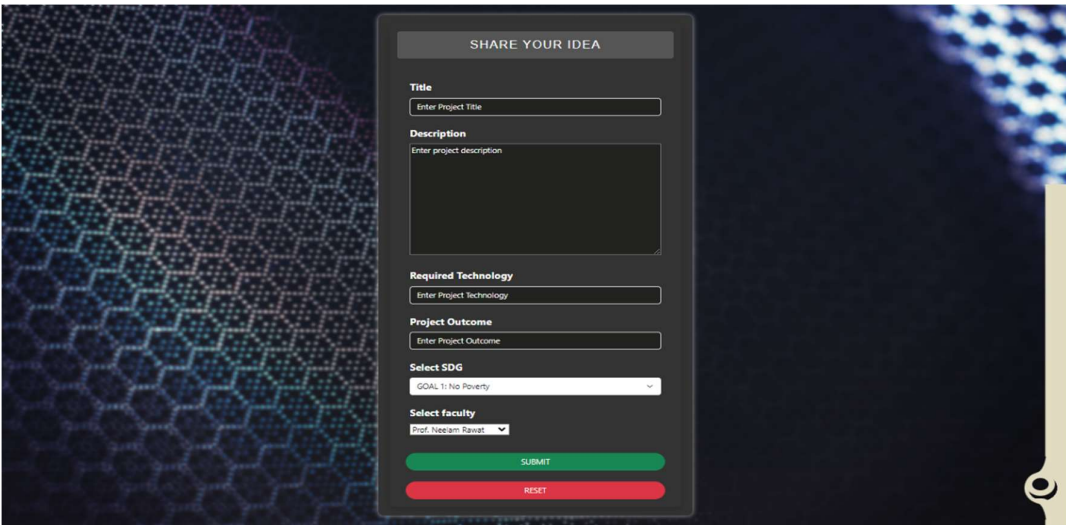 SHARE YOUR IDEA
Title
Enter Project Title
Description
Enter project description
Required Technology
Enter Project Technology
Project Outcome
Enter Project Outcome
Select SDG
GOAL 1: No Poverty
Select faculty
Prof. Neelam Rawat
SUBMIT
RESET